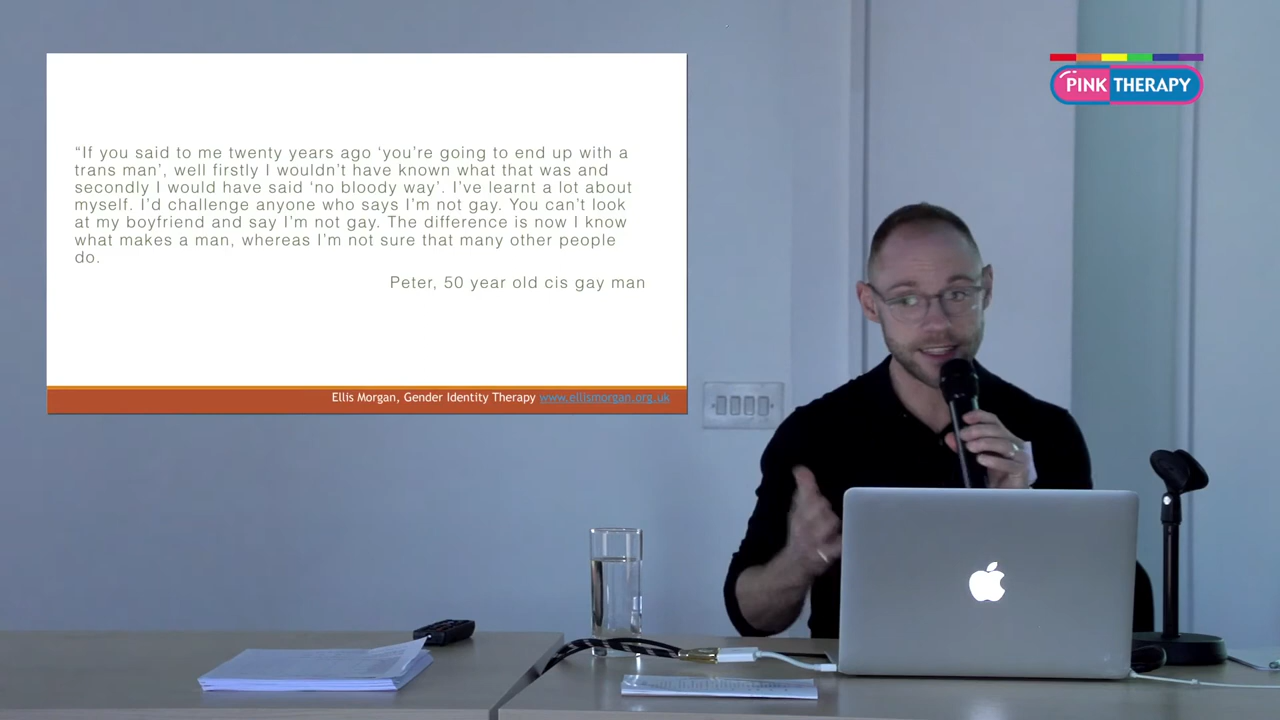 “If you said to me twenty years ago ‘you’re going to end up with a
trans man’, well firstly I wouldn’t have known what that was and
secondly I would have said ‘no bloody way’. I’ve learnt a lot about
myself. I’d challenge anyone who says I’m not gay. You can’t look
at my boyfriend and say I’m not gay. The difference is now I know
what makes a man, whereas I’m not sure that many other people
do.
Peter, 50 year old cis gay man
Ellis Morgan, Gender Identity Therapy www.ellismorgan.org.uk
PINK THERAPY